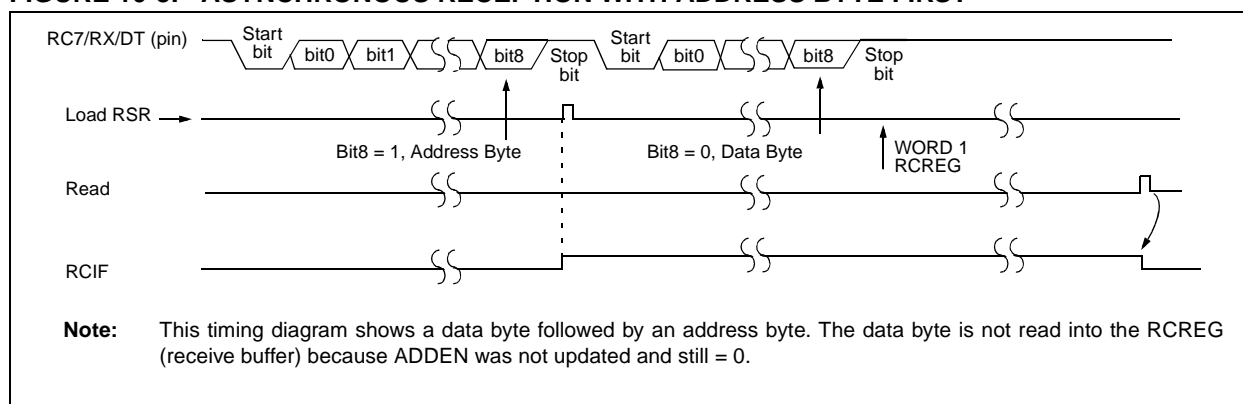 FIGURE 10-8: ASYNCHRONOUS RECEPTION WITH ADDRESS BYTE FIRST
RC7/RX/DT (pin)
Start bit
bit0
bit1
bit8
Stop bit
Start bit
bit0
bit8
Stop bit
Load RSR
Bit8 = 1, Address Byte
Bit8 = 0, Data Byte
WORD 1
RCREG
Read
RCIF
Note: This timing diagram shows a data byte followed by an address byte. The data byte is not read into the RCREG
(receive buffer) because ADDEN was not updated and still = 0.